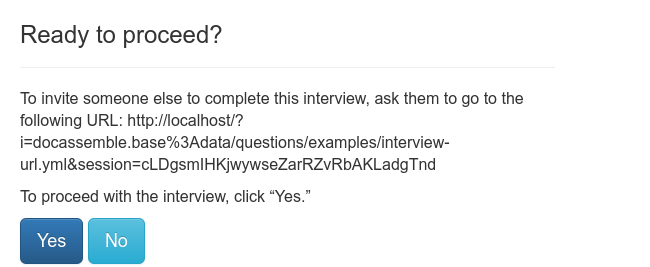 Ready to proceed?
To invite someone else to complete this interview, ask them to go to the
following URL: http://localhost/?
i=docassemble.base%3Adata/questions/examples/interview-
url.yml&session=cLDgsmIHKjwywseZarRZvRbAKLadgTnd
To proceed with the interview, click “Yes.”
Yes
No